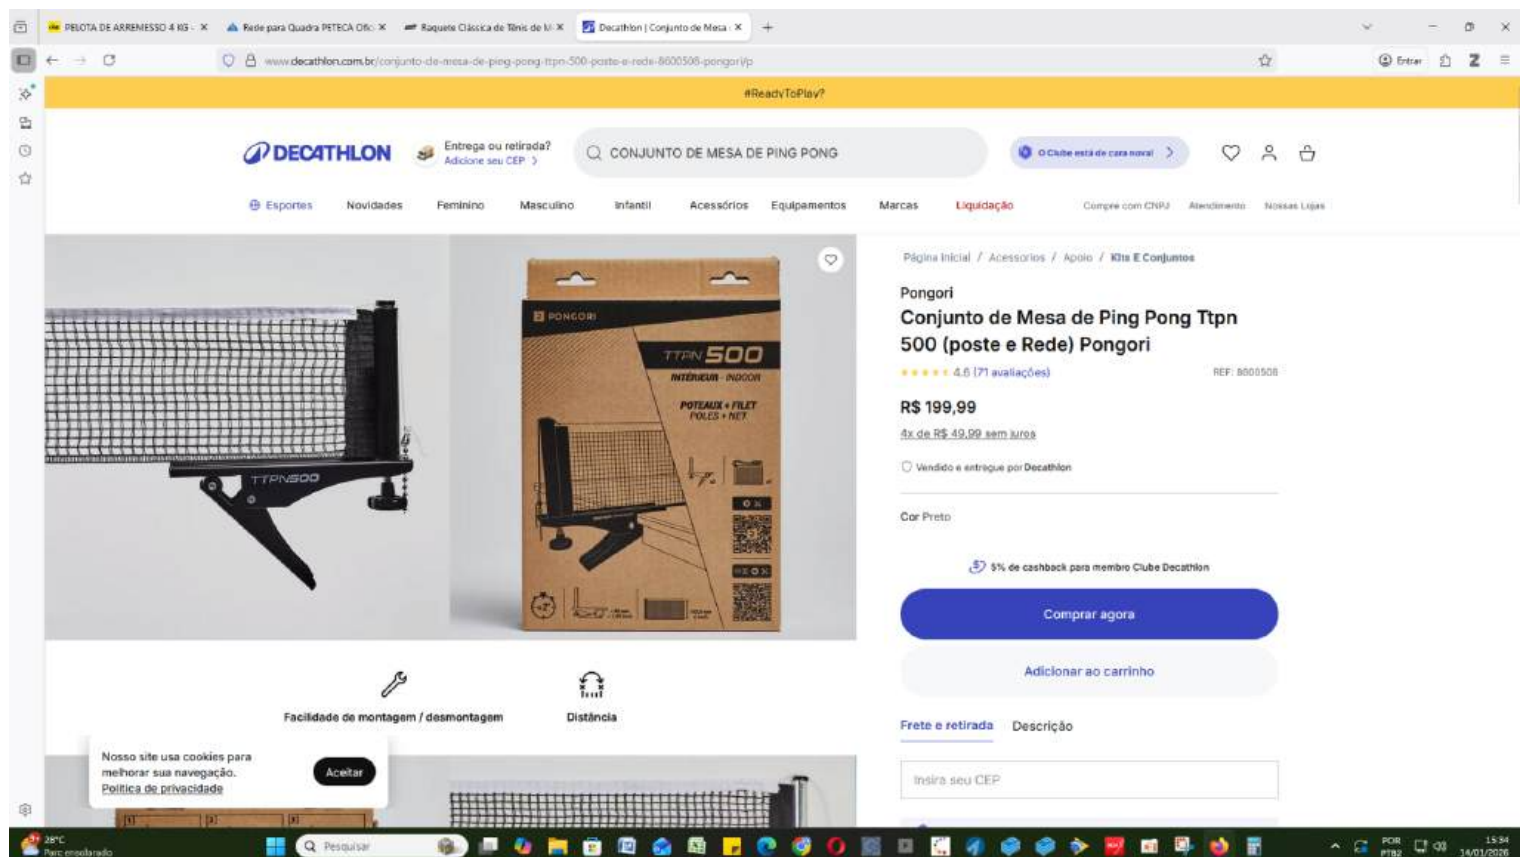 PELOTA DE ARREMESSO 4 KG -
Rede para Quadra PETECA Ofic
Raquete Clássica de Tênis de M
Decathlon | Conjunto de Mesa
www.decathlon.com.br/conjunto-de-mesa-de-ping-pong-ttpn-500-poste-e-rede-8600508-pongori/p
Entrar
#ReadyToPlay?
DECATHLON
Entrega ou retirada?
Adicione seu CEP >
CONJUNTO DE MESA DE PING PONG
O Clube está de cara nova! >
Esportes Novidades Feminino Masculino Infantil Acessórios Equipamentos Marcas Liquidação Compre com CNPJ Atendimento Nossas Lojas
TTPN500
PONGORI
TTPN 500
INTÉRIEUR - INDOOR
POTEAUX + FILET
POLES + NET
Página Inicial / Acessorios / Apoio / Kits E Conjuntos
Pongori
Conjunto de Mesa de Ping Pong Ttpn
500 (poste e Rede) Pongori
4.6 (71 avaliações)
REF: 8600508
R$ 199,99
4x de R$ 49,99 sem juros
Vendido e entregue por Decathlon
Cor Preto
5% de cashback para membro Clube Decathlon
Comprar agora
Adicionar ao carrinho
Facilidade de montagem / desmontagem
Distância
Frete e retirada Descrição
Insira seu CEP
Nosso site usa cookies para
melhorar sua navegação.
Política de privacidade
Aceitar
[1] [2] [3]
28°C
Parc ensolarado
Pesquisar
POR
PTB2
15:34
14/01/2026